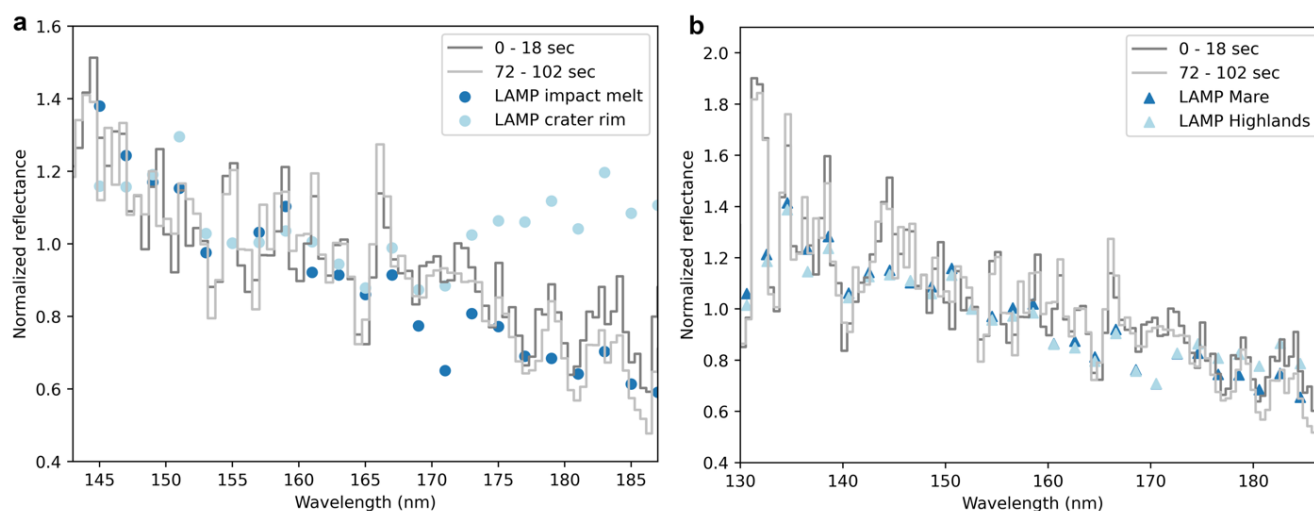 a
1.6
1.4
1.2
1.0
0.8
0.6
0.4
Normalized reflectance
0 - 18 sec
72 - 102 sec
LAMP impact melt
LAMP crater rim
145 150 155 160 165 170 175 180 185
Wavelength (nm)
b
2.0
1.8
1.6
1.4
1.2
1.0
0.8
0.6
0.4
Normalized reflectance
0 - 18 sec
72 - 102 sec
LAMP Mare
LAMP Highlands
130 140 150 160 170 180
Wavelength (nm)